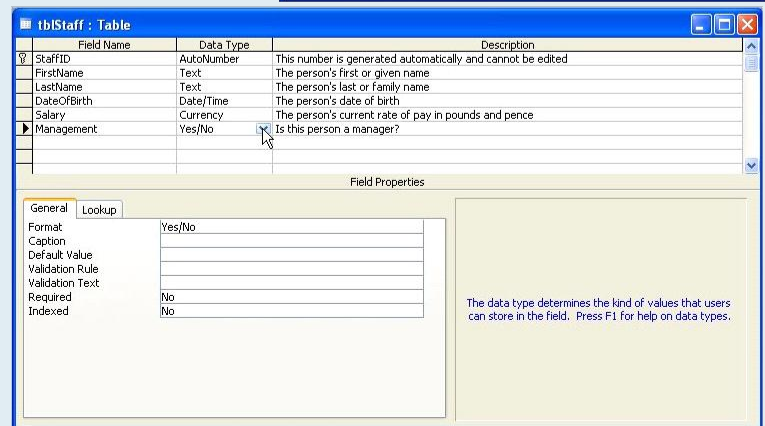 tblStaff : Table
Field Name Data Type Description
StaffID AutoNumber This number is generated automatically and cannot be edited
FirstName Text The person's first or given name
LastName Text The person's last or family name
DateOfBirth Date/Time The person's date of birth
Salary Currency The person's current rate of pay in pounds and pence
Management Yes/No Is this person a manager?
Field Properties
General Lookup
Format Yes/No
Caption
Default Value
Validation Rule
Validation Text
Required No
Indexed No
The data type determines the kind of values that users
can store in the field. Press F1 for help on data types.